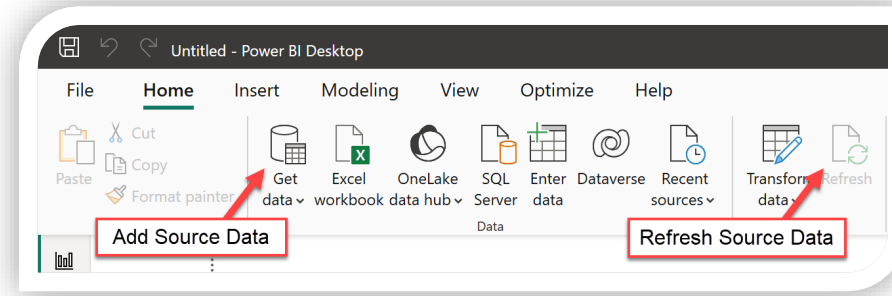 Untitled - Power BI Desktop
File Home Insert Modeling View Optimize Help
Paste
Cut
Copy
Format painter
Get data
Excel workbook
X
OneLake data hub
SQL Server
Enter data
Dataverse
Recent sources
Transform data
Refresh
Data
Add Source Data
Refresh Source Data